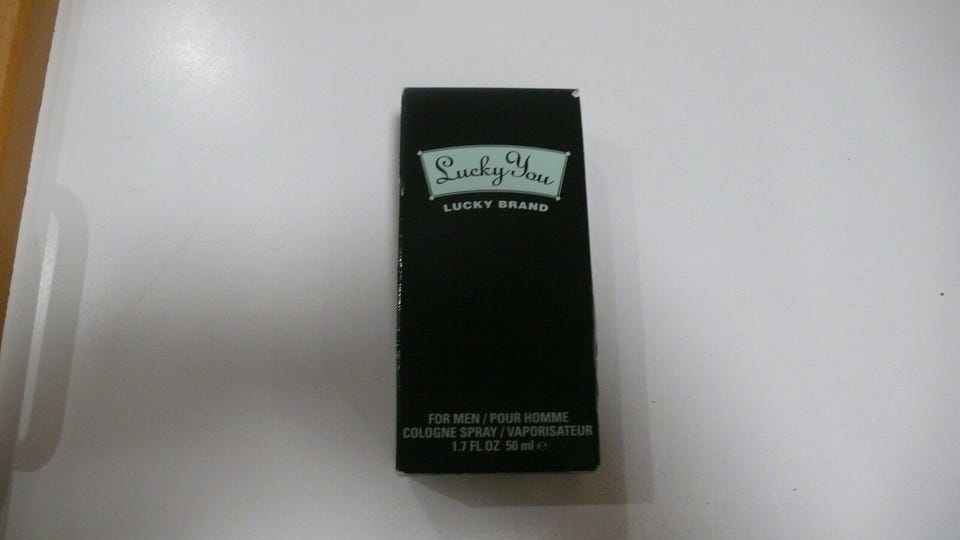 Lucky You
LUCKY BRAND
FOR MEN / POUR HOMME
COLOGNE SPRAY / VAPORISATEUR
1.7 FL OZ 50 ml ℮